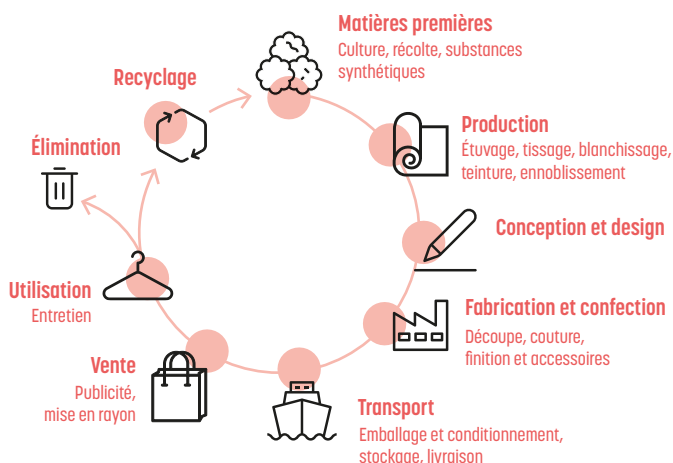 Matières premières
Culture, récolte, substances
synthétiques
Production
Étuvage, tissage, blanchissage,
teinture, ennoblissement
Conception et design
Fabrication et confection
Découpe, couture,
finition et accessoires
Transport
Emballage et conditionnement,
stockage, livraison
Vente
Publicité,
mise en rayon
Utilisation
Entretien
Élimination
Recyclage